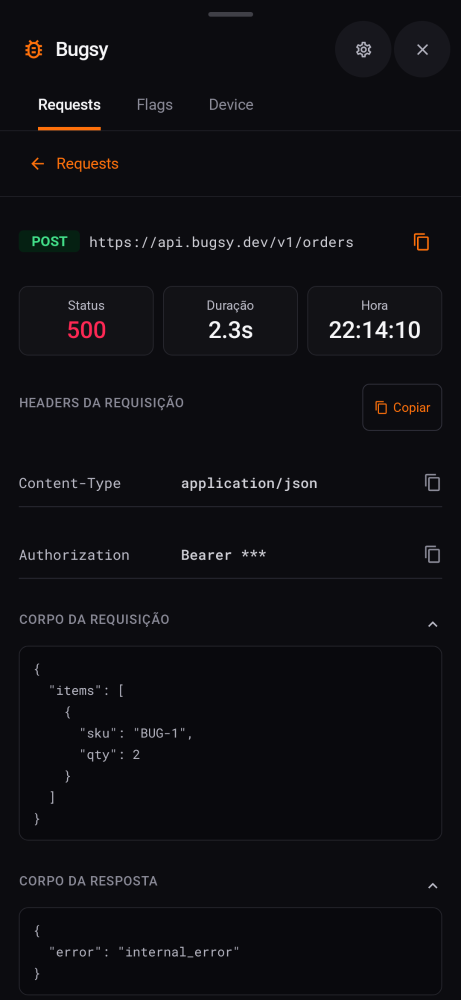 Bugsy
Requests Flags Device
Requests
POST https://api.bugsy.dev/v1/orders
Status Duração Hora
500 2.3s 22:14:10
HEADERS DA REQUISIÇÃO Copiar
Content-Type application/json
Authorization Bearer ***
CORPO DA REQUISIÇÃO
{
  "items": [
    {
      "sku": "BUG-1",
      "qty": 2
    }
  ]
}
CORPO DA RESPOSTA
{
  "error": "internal_error"
}